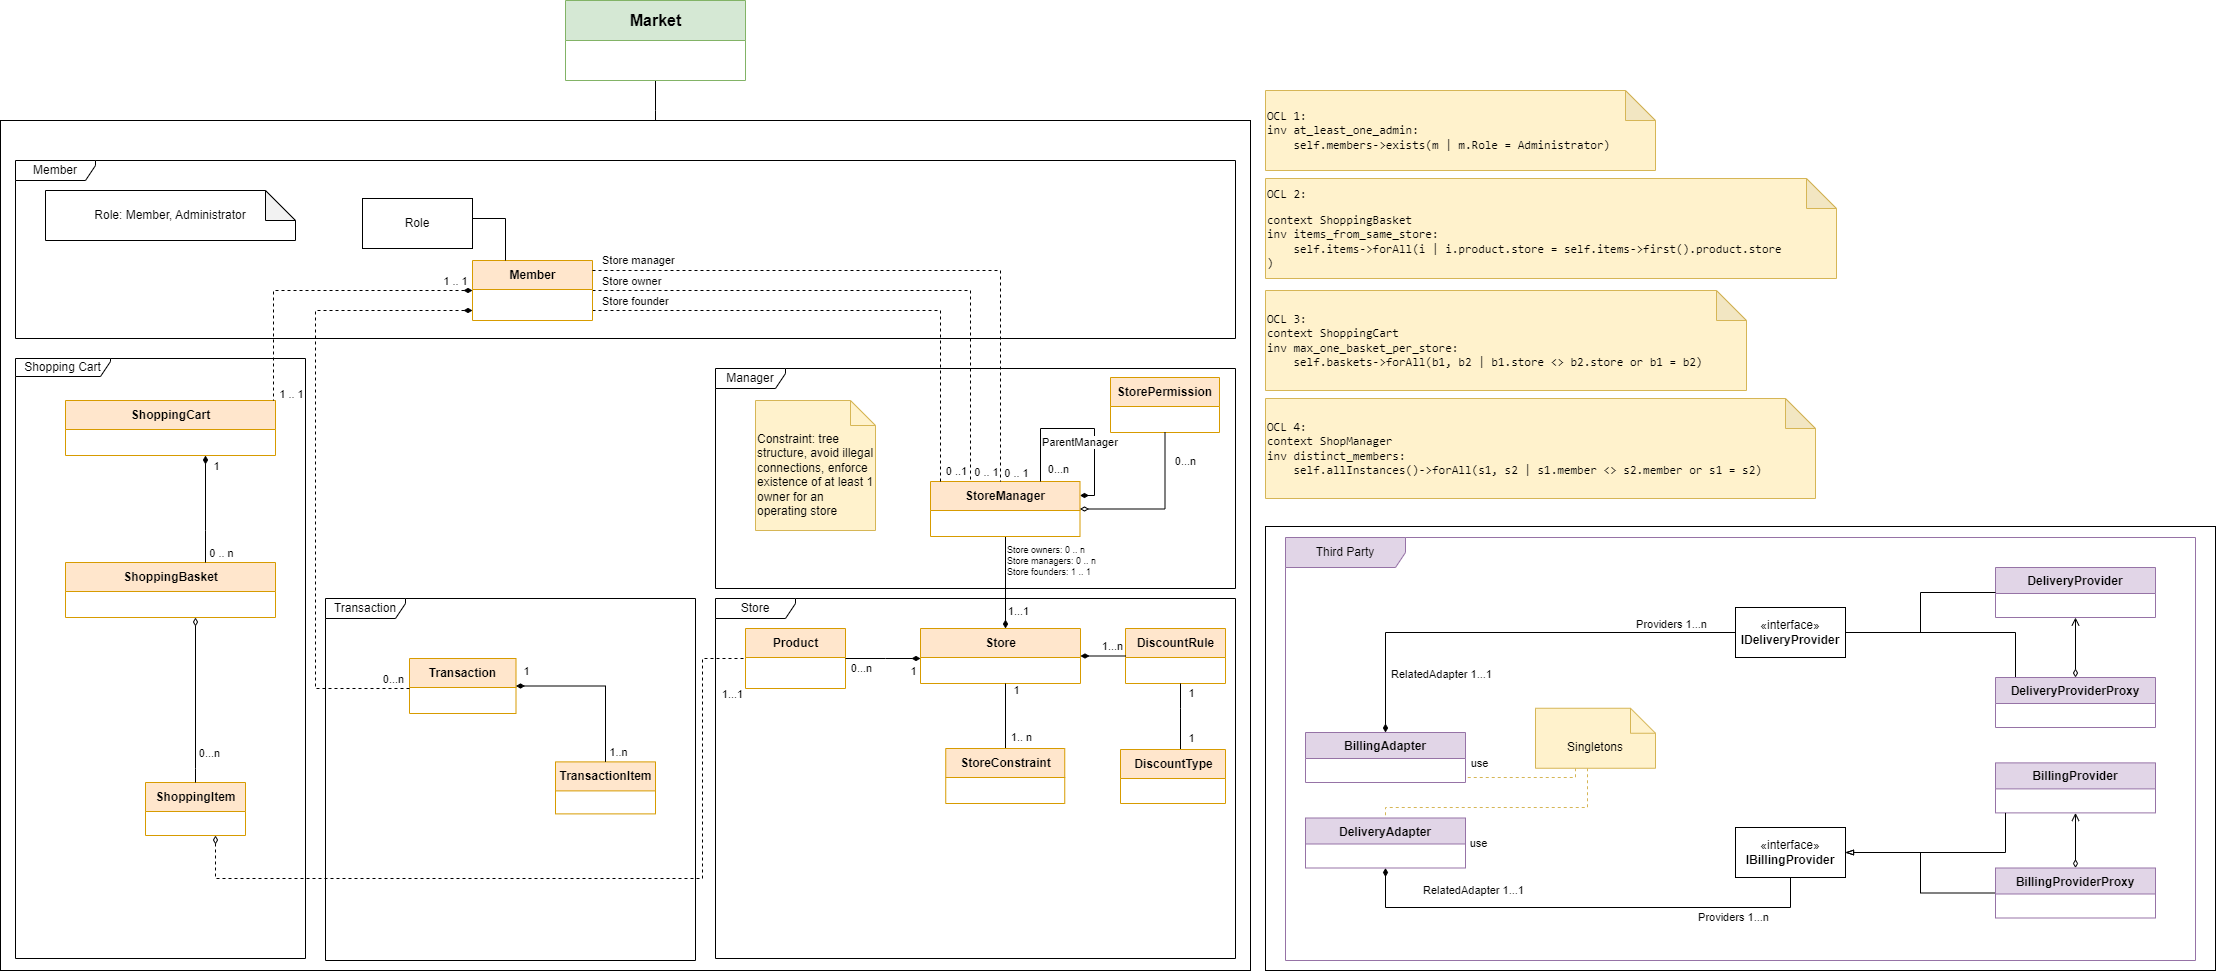 Market
Member
Role: Member, Administrator
Role
Member
Store manager
Store owner
Store founder
1 .. 1
Shopping Cart
1 .. 1
ShoppingCart
1
0 .. n
ShoppingBasket
0...n
ShoppingItem
Transaction
0...n
Transaction
1
1..n
TransactionItem
Manager
Constraint: tree
structure, avoid illegal
connections, enforce
existence of at least 1
owner for an
operating store
StorePermission
ParentManager
0...n
0...n
0 ..1
0 .. 1
0 .. 1
StoreManager
Store owners: 0 .. n
Store managers: 0 .. n
Store founders: 1 .. 1
Store
1...1
Product
0...n
1
Store
1...n
DiscountRule
1...1
1
1
1.. n
1
StoreConstraint
DiscountType
OCL 1:
inv at_least_one_admin:
self.members->exists(m | m.Role = Administrator)
OCL 2:
context ShoppingBasket
inv items_from_same_store:
self.items->forAll(i | i.product.store = self.items->first().product.store
)
OCL 3:
context ShoppingCart
inv max_one_basket_per_store:
self.baskets->forAll(b1, b2 | b1.store <> b2.store or b1 = b2)
OCL 4:
context ShopManager
inv distinct_members:
self.allInstances()->forAll(s1, s2 | s1.member <> s2.member or s1 = s2)
Third Party
DeliveryProvider
Providers 1...n
«interface»
IDeliveryProvider
RelatedAdapter 1...1
DeliveryProviderProxy
Singletons
BillingAdapter
use
BillingProvider
DeliveryAdapter
use
«interface»
IBillingProvider
BillingProviderProxy
RelatedAdapter 1...1
Providers 1...n